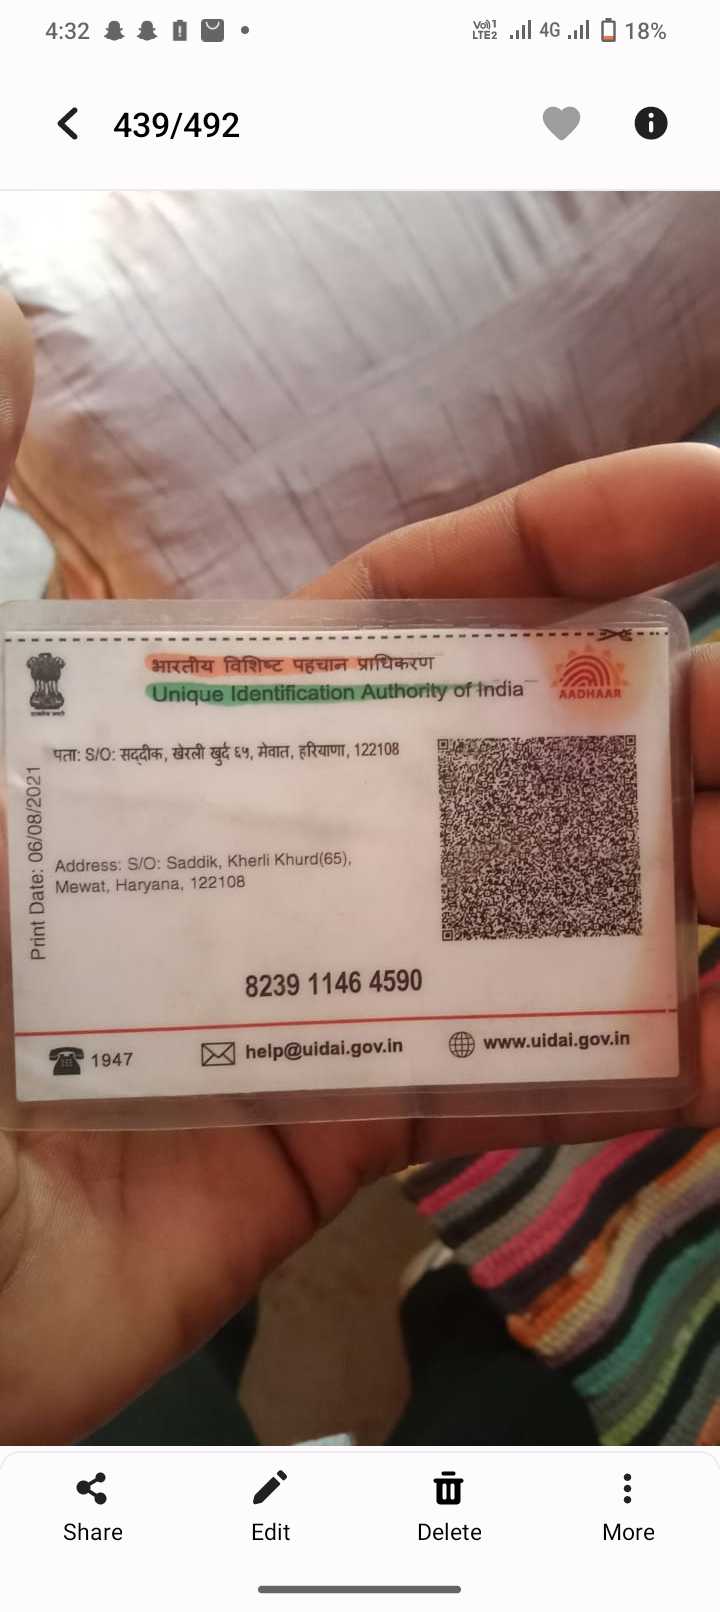 4:32
Vo)) 1
LTE2
4G
18%
439/492
भारतीय विशिष्ट पहचान प्राधिकरण
Unique Identification Authority of India
AADHAAR
पता: S/O: सद्दीक, खेरली खुर्द ६५, मेवात, हरियाणा, 122108
Print Date: 06/08/2021
Address: S/O: Saddik, Kherli Khurd(65),
Mewat, Haryana, 122108
8239 1146 4590
1947
help@uidai.gov.in
www.uidai.gov.in
Share
Edit
Delete
More